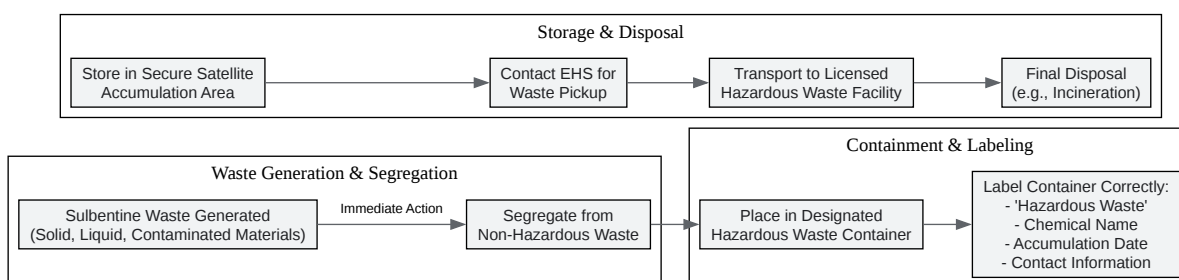 Storage & Disposal
Store in Secure Satellite
Accumulation Area
Contact EHS for
Waste Pickup
Transport to Licensed
Hazardous Waste Facility
Final Disposal
(e.g., Incineration)
Containment & Labeling
Waste Generation & Segregation
Sulbentine Waste Generated
(Solid, Liquid, Contaminated Materials)
Immediate Action
Segregate from
Non-Hazardous Waste
Place in Designated
Hazardous Waste Container
Label Container Correctly:
- 'Hazardous Waste'
- Chemical Name
- Accumulation Date
- Contact Information